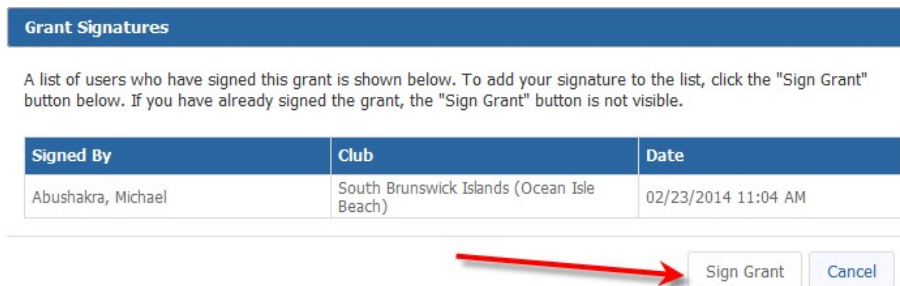 Grant Signatures
A list of users who have signed this grant is shown below. To add your signature to the list, click the "Sign Grant"
button below. If you have already signed the grant, the "Sign Grant" button is not visible.
Signed By Club Date
Abushakra, Michael South Brunswick Islands (Ocean Isle 02/23/2014 11:04 AM
Beach)
Sign Grant Cancel